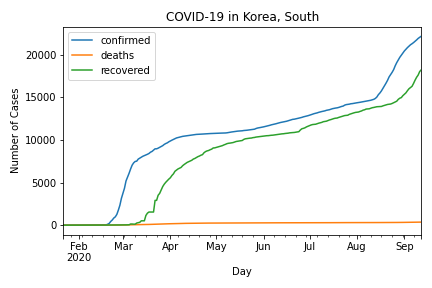 COVID-19 in Korea, South
confirmed
deaths
recovered
Number of Cases
20000
15000
10000
5000
0
Feb Mar Apr May Jun Jul Aug Sep
2020
Day